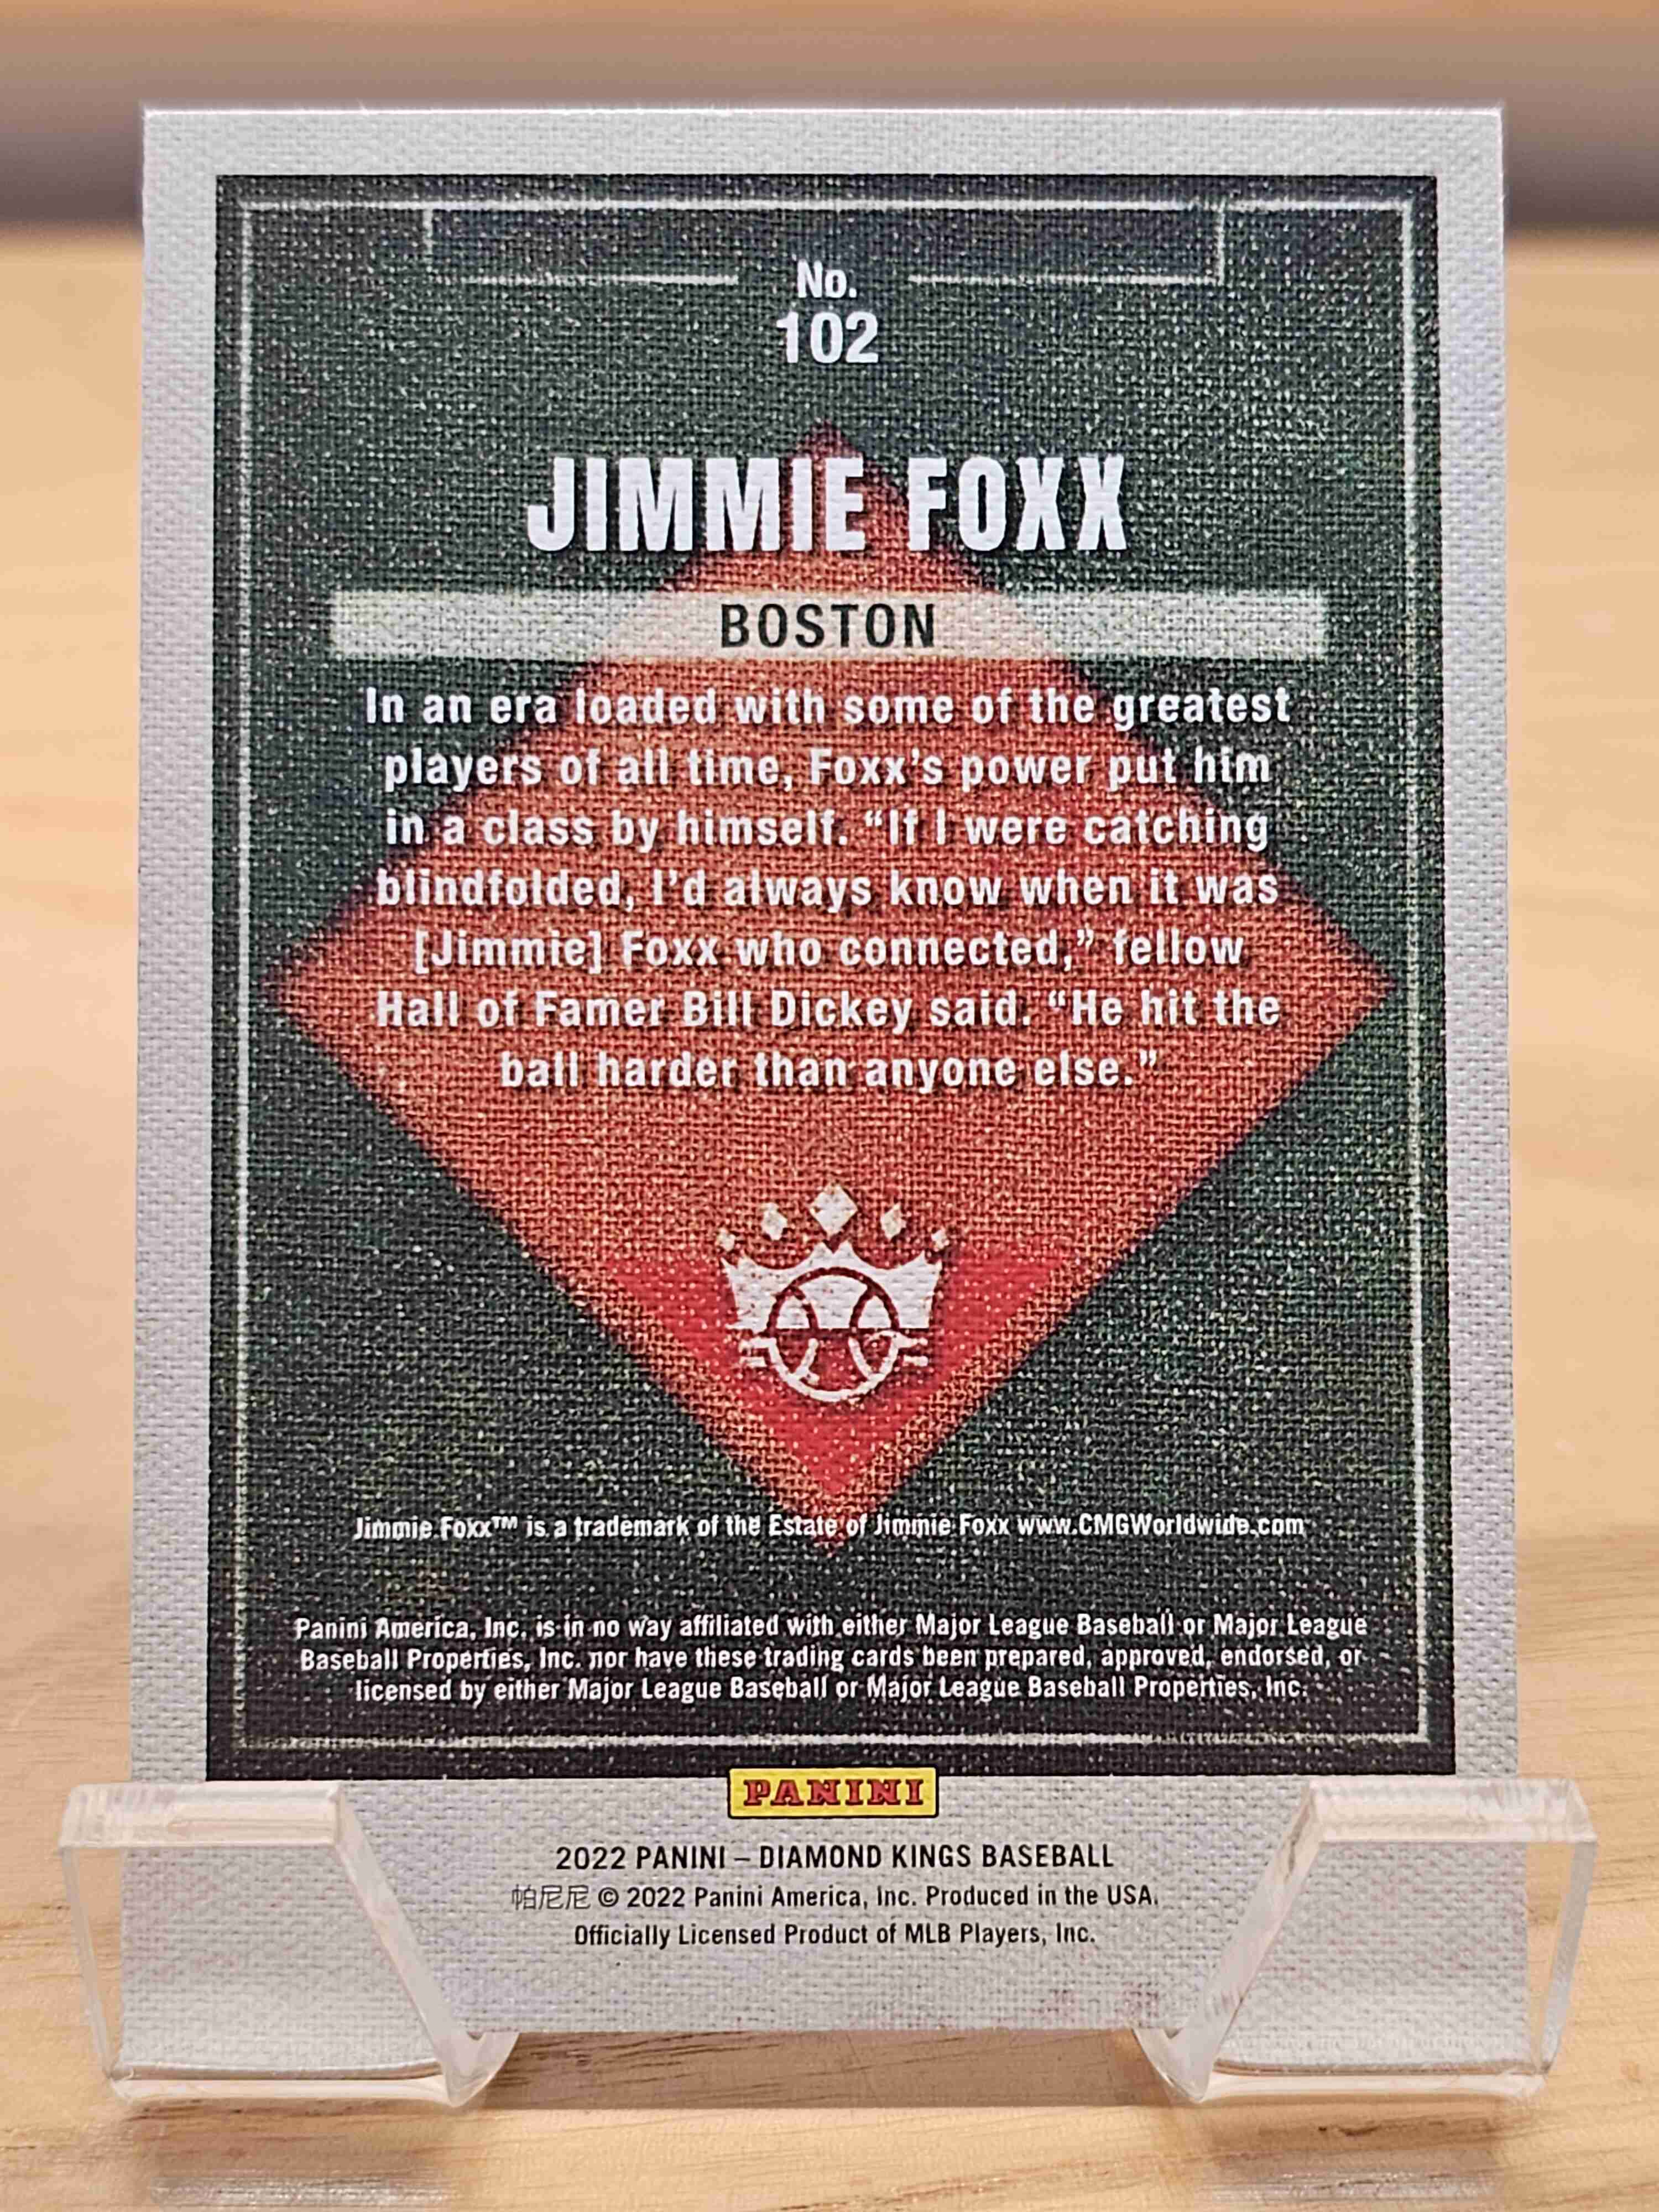 No.
102
JIMMIE FOXX
BOSTON
In an era loaded with some of the greatest
players of all time, Foxx’s power put him
in a class by himself. “If I were catching
blindfolded, I’d always know when it was
[Jimmie] Foxx who connected,” fellow
Hall of Famer Bill Dickey said. “He hit the
ball harder than anyone else.”
Jimmie Foxx™ is a trademark of the Estate of Jimmie Foxx www.CMGWorldwide.com
Panini America, Inc. is in no way affiliated with either Major League Baseball or Major League
Baseball Properties, Inc. nor have these trading cards been prepared, approved, endorsed, or
licensed by either Major League Baseball or Major League Baseball Properties, Inc.
PANINI
2022 PANINI – DIAMOND KINGS BASEBALL
帕尼尼 © 2022 Panini America, Inc. Produced in the USA.
Officially Licensed Product of MLB Players, Inc.